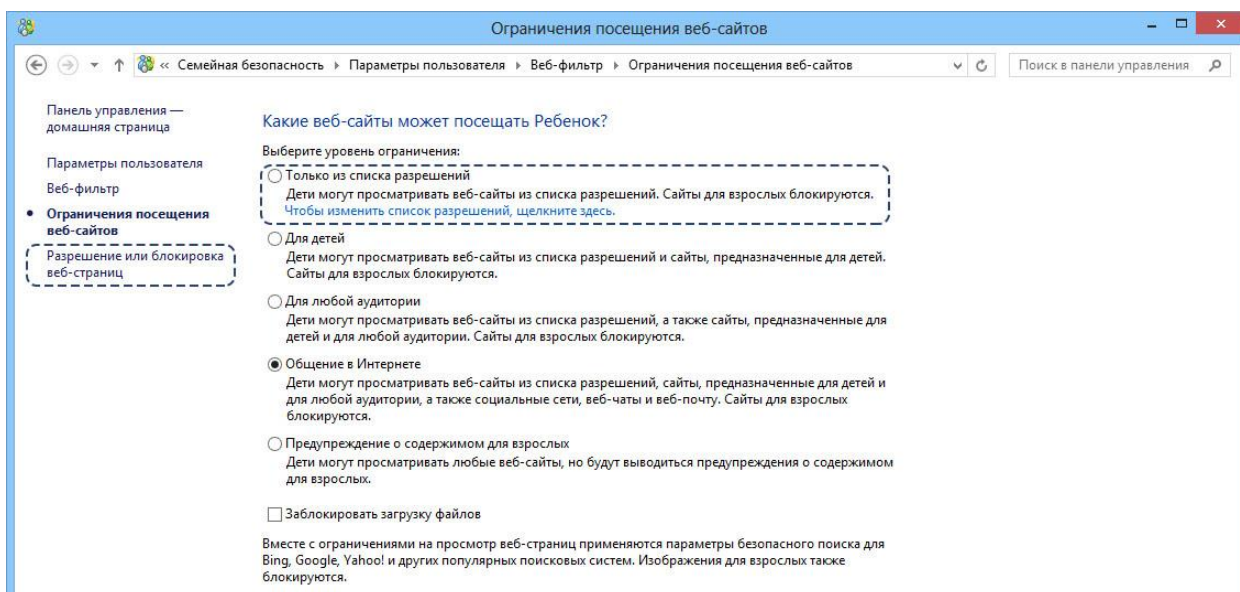 Ограничения посещения веб-сайтов
« Семейная безопасность ▸ Параметры пользователя ▸ Веб-фильтр ▸ Ограничения посещения веб-сайтов
Поиск в панели управления
Панель управления —
домашняя страница
Параметры пользователя
Веб-фильтр
• Ограничения посещения
веб-сайтов
Разрешение или блокировка
веб-страниц
Какие веб-сайты может посещать Ребенок?
Выберите уровень ограничения:
Только из списка разрешений
Дети могут просматривать веб-сайты из списка разрешений. Сайты для взрослых блокируются.
Чтобы изменить список разрешений, щелкните здесь.
Для детей
Дети могут просматривать веб-сайты из списка разрешений и сайты, предназначенные для детей.
Сайты для взрослых блокируются.
Для любой аудитории
Дети могут просматривать веб-сайты из списка разрешений, а также сайты, предназначенные для
детей и для любой аудитории. Сайты для взрослых блокируются.
Общение в Интернете
Дети могут просматривать веб-сайты из списка разрешений, сайты, предназначенные для детей и
для любой аудитории, а также социальные сети, веб-чаты и веб-почту. Сайты для взрослых
блокируются.
Предупреждение о содержимом для взрослых
Дети могут просматривать любые веб-сайты, но будут выводиться предупреждения о содержимом
для взрослых.
Заблокировать загрузку файлов
Вместе с ограничениями на просмотр веб-страниц применяются параметры безопасного поиска для
Bing, Google, Yahoo! и других популярных поисковых систем. Изображения для взрослых также
блокируются.